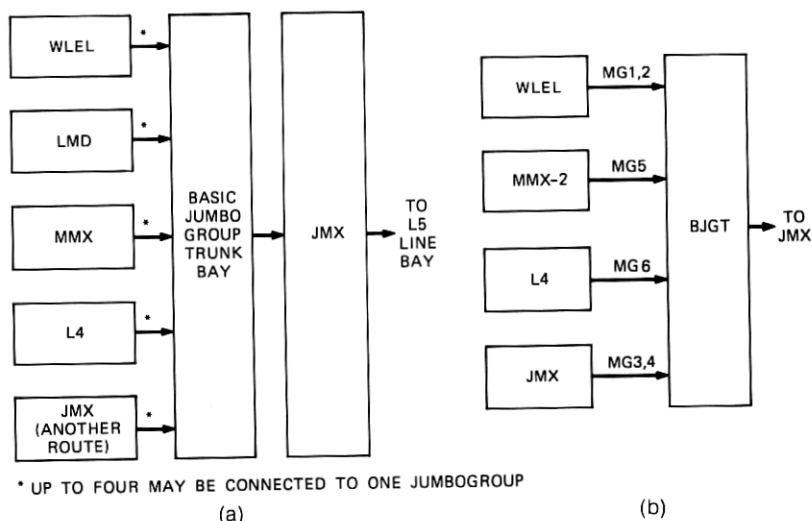 WLEL
*
LMD
*
MMX
*
L4
*
JMX
(ANOTHER
ROUTE)
*
BASIC
JUMBO
GROUP
TRUNK
BAY
JMX
TO
L5
LINE
BAY
* UP TO FOUR MAY BE CONNECTED TO ONE JUMBOGROUP
(a)
WLEL
MG1,2
MMX-2
MG5
L4
MG6
JMX
MG3,4
BJGT
TO
JMX
(b)